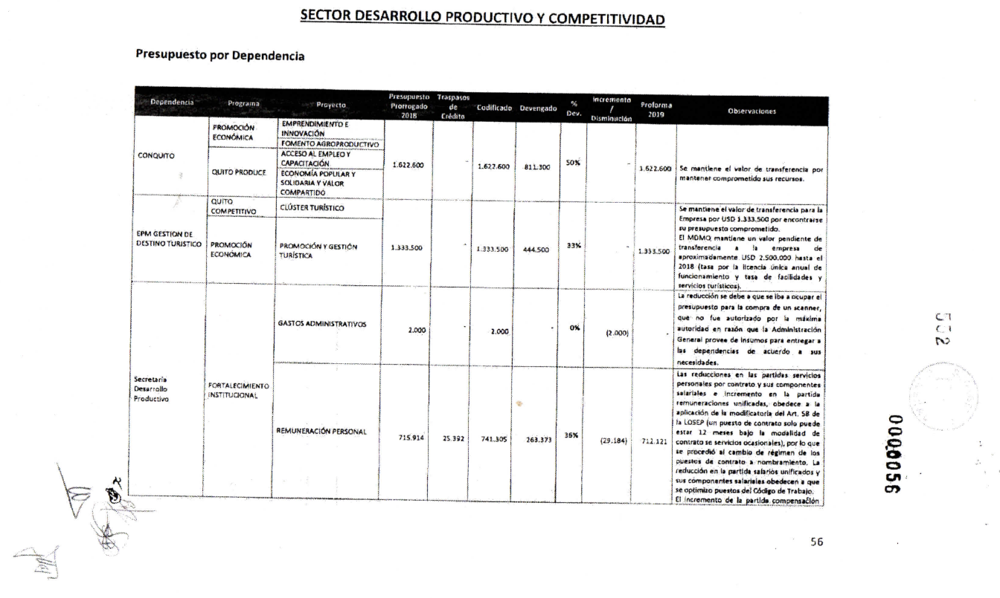 SECTOR DESARROLLO PRODUCTIVO Y COMPETITIVIDAD
Presupuesto por Dependencia
Dependencia
Programa
Proyecto
Presupuesto
Prorrogado
2018
Traspasos
de
Crédito
Codificado
Devengado
%
Dev.
Incremento
/
Disminución
Proforma
2019
Observaciones
CONQUITO
PROMOCIÓN
ECONÓMICA
EMPRENDIMIENTO E
INNOVACIÓN
FOMENTO AGROPRODUCTIVO
QUITO PRODUCE
ACCESO AL EMPLEO Y
CAPACITACIÓN
ECONOMÍA POPULAR Y
SOLIDARIA Y VALOR
COMPARTIDO
1.622.600
-
1.622.600
811.300
50%
-
1.622.600
Se mantiene el valor de transferencia por
mantener comprometido sus recursos.
EPM GESTION DE
DESTINO TURISTICO
QUITO
COMPETITIVO
CLÚSTER TURÍSTICO
PROMOCIÓN
ECONÓMICA
PROMOCIÓN Y GESTIÓN
TURÍSTICA
1.333.500
-
1.333.500
444.500
33%
-
1.333.500
Se mantiene el valor de transferencia para la
Empresa por USD 1.333.500 por encontrarse
su presupuesto comprometido.
El MDMQ mantiene un valor pendiente de
transferencia a la empresa de
aproximadamente USD 2.500.000 hasta el
2018 (tasa por la licencia única anual de
funcionamiento y tasa de facilidades y
servicios turísticos).
Secretaría
Desarrollo
Productivo
FORTALECIMIENTO
INSTITUCIONAL
GASTOS ADMINISTRATIVOS
2.000
-
2.000
-
0%
(2.000)
-
La reducción se debe a que se iba a ocupar el
presupuesto para la compra de un scanner,
que no fue autorizado por la máxima
autoridad en razón que la Administración
General provee de insumos para entregar a
las dependencias de acuerdo a sus
necesidades.
REMUNERACIÓN PERSONAL
715.914
25.392
741.305
263.373
36%
(29.184)
712.121
Las reducciones en las partidas servicios
personales por contrato y sus componentes
salariales e incremento en la partida
remuneraciones unificadas, obedece a la
aplicación de la modificatoria del Art. 58 de
la LOSEP (un puesto de contrato solo puede
estar 12 meses bajo la modalidad de
contrato se servicios ocasionales), por lo que
se procedió al cambio de régimen de los
puestos de contrato a nombramiento. La
reducción en la partida salarios unificados y
sus componentes salariales obedecen a que
se optimizo puestos del Código de Trabajo.
El incremento de la partida compensación
532
0000056
56